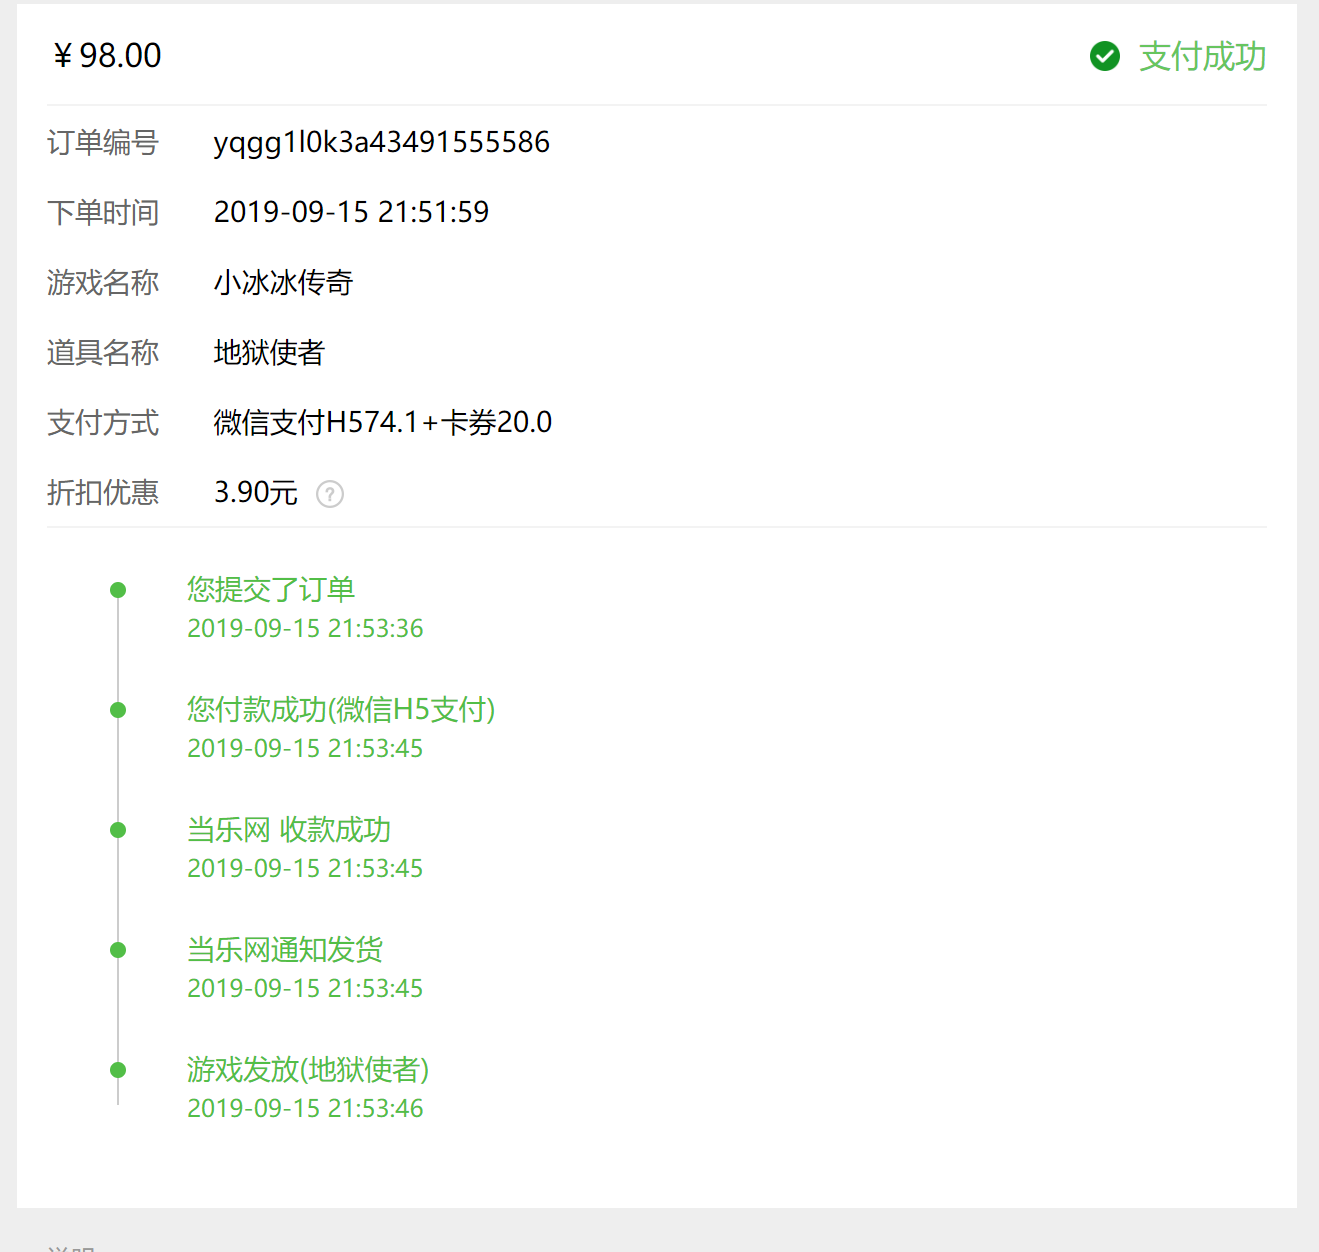 ¥98.00
支付成功
订单编号 yqgg1l0k3a43491555586
下单时间 2019-09-15 21:51:59
游戏名称 小冰冰传奇
道具名称 地狱使者
支付方式 微信支付H574.1+卡券20.0
折扣优惠 3.90元 ?
您提交了订单
2019-09-15 21:53:36
您付款成功(微信H5支付)
2019-09-15 21:53:45
当乐网 收款成功
2019-09-15 21:53:45
当乐网通知发货
2019-09-15 21:53:45
游戏发放(地狱使者)
2019-09-15 21:53:46